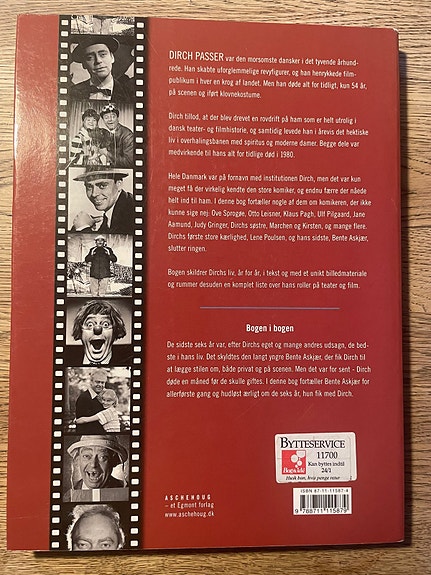 DIRCH PASSER var den morsomste dansker i det tyvende århund-
rede. Han skabte uforglemmelige revyfigurer, og han henrykkede film-
publikum i hver en krog af landet. Men han døde alt for tidligt, kun 54 år,
på scenen og iført klovnekostume.
Dirch tillod, at der blev drevet en rovdrift på ham som er helt utrolig i
dansk teater- og filmhistorie, og samtidig levede han i årevis det hektiske
liv i overhalingsbanen med spiritus og moderne damer. Begge dele var
medvirkende til hans alt for tidlige død i 1980.
Hele Danmark var på fornavn med institutionen Dirch, men det var kun
meget få der virkelig kendte den store komiker, og endnu færre der nåede
helt ind til ham. I denne bog fortæller nogle af dem om komikeren, der ikke
kunne sige nej: Ove Sprogøe, Otto Leisner, Klaus Pagh, Ulf Pilgaard, Jane
Aamund, Judy Gringer, Dirchs søstre, Marchen og Kirsten, og mange flere.
Dirchs første store kærlighed, Lene Poulsen, og hans sidste, Bente Askjær,
slutter ringen.
Bogen skildrer Dirchs liv, år for år, i tekst og med et unikt billedmateriale
og rummer desuden en komplet liste over hans roller på teater og film.
Bogen i bogen
De sidste seks år var, efter Dirchs eget og mange andres udsagn, de bed-
ste i hans liv. Det skyldtes den langt yngre Bente Askjær, der fik Dirch til
at lægge stilen om, både privat og på scenen. Men det var for sent - Dirch
døde en måned før de skulle giftes. I denne bog fortæller Bente Askjær for
allerførste gang og hudløst ærligt om de seks år, hun fik med Dirch.
BYTTESERVICE
11700
Bog&idé
Kan byttes indtil
24/1
Husk bon, hvis penge retur
ASCHEHOUG
– et Egmont forlag
www.aschehoug.dk
ISBN 87-11-11587-4
9 788711 115879